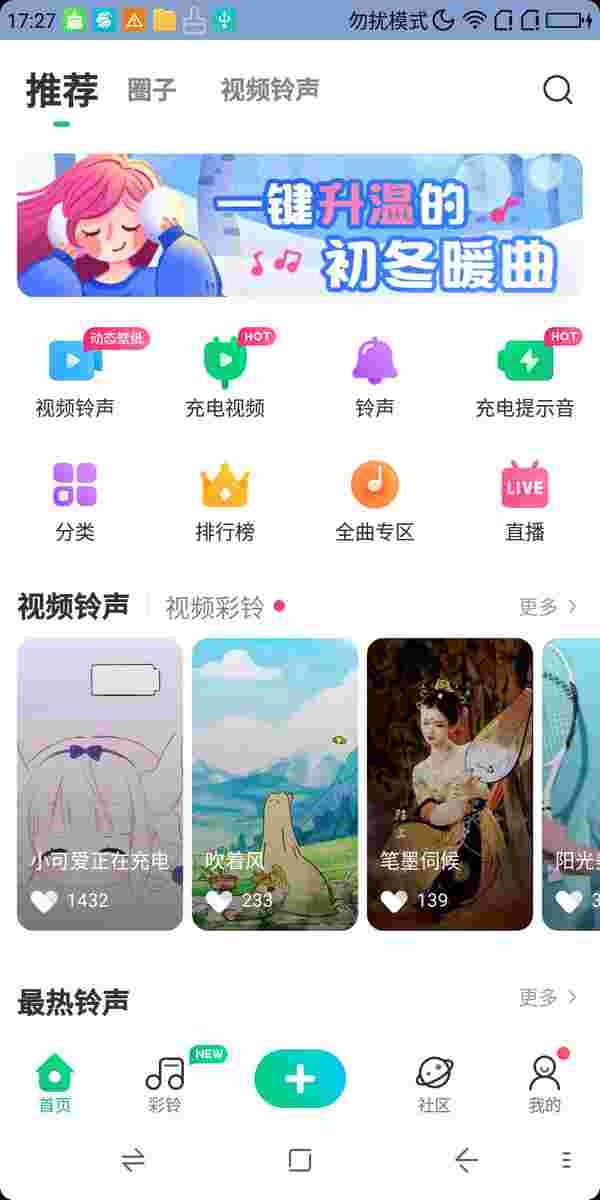 17:27 勿扰模式
推荐 圈子 视频铃声
一键升温的
初冬暖曲
动态壁纸 HOT HOT
视频铃声 充电视频 铃声 充电提示音
LIVE
分类 排行榜 全曲专区 直播
视频铃声 视频彩铃 更多
陌上
小可爱正在充电 吹着风 笔墨伺候 阳光
1432 233 139 3
最热铃声 更多
NEW
首页 彩铃 社区 我的